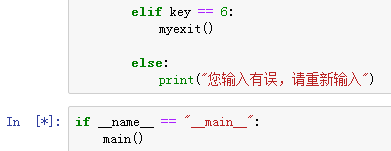 elif key == 6:
myexit()
else:
print("您输入有误，请重新输入")
In [*]: if __name__ == "__main__":
main()